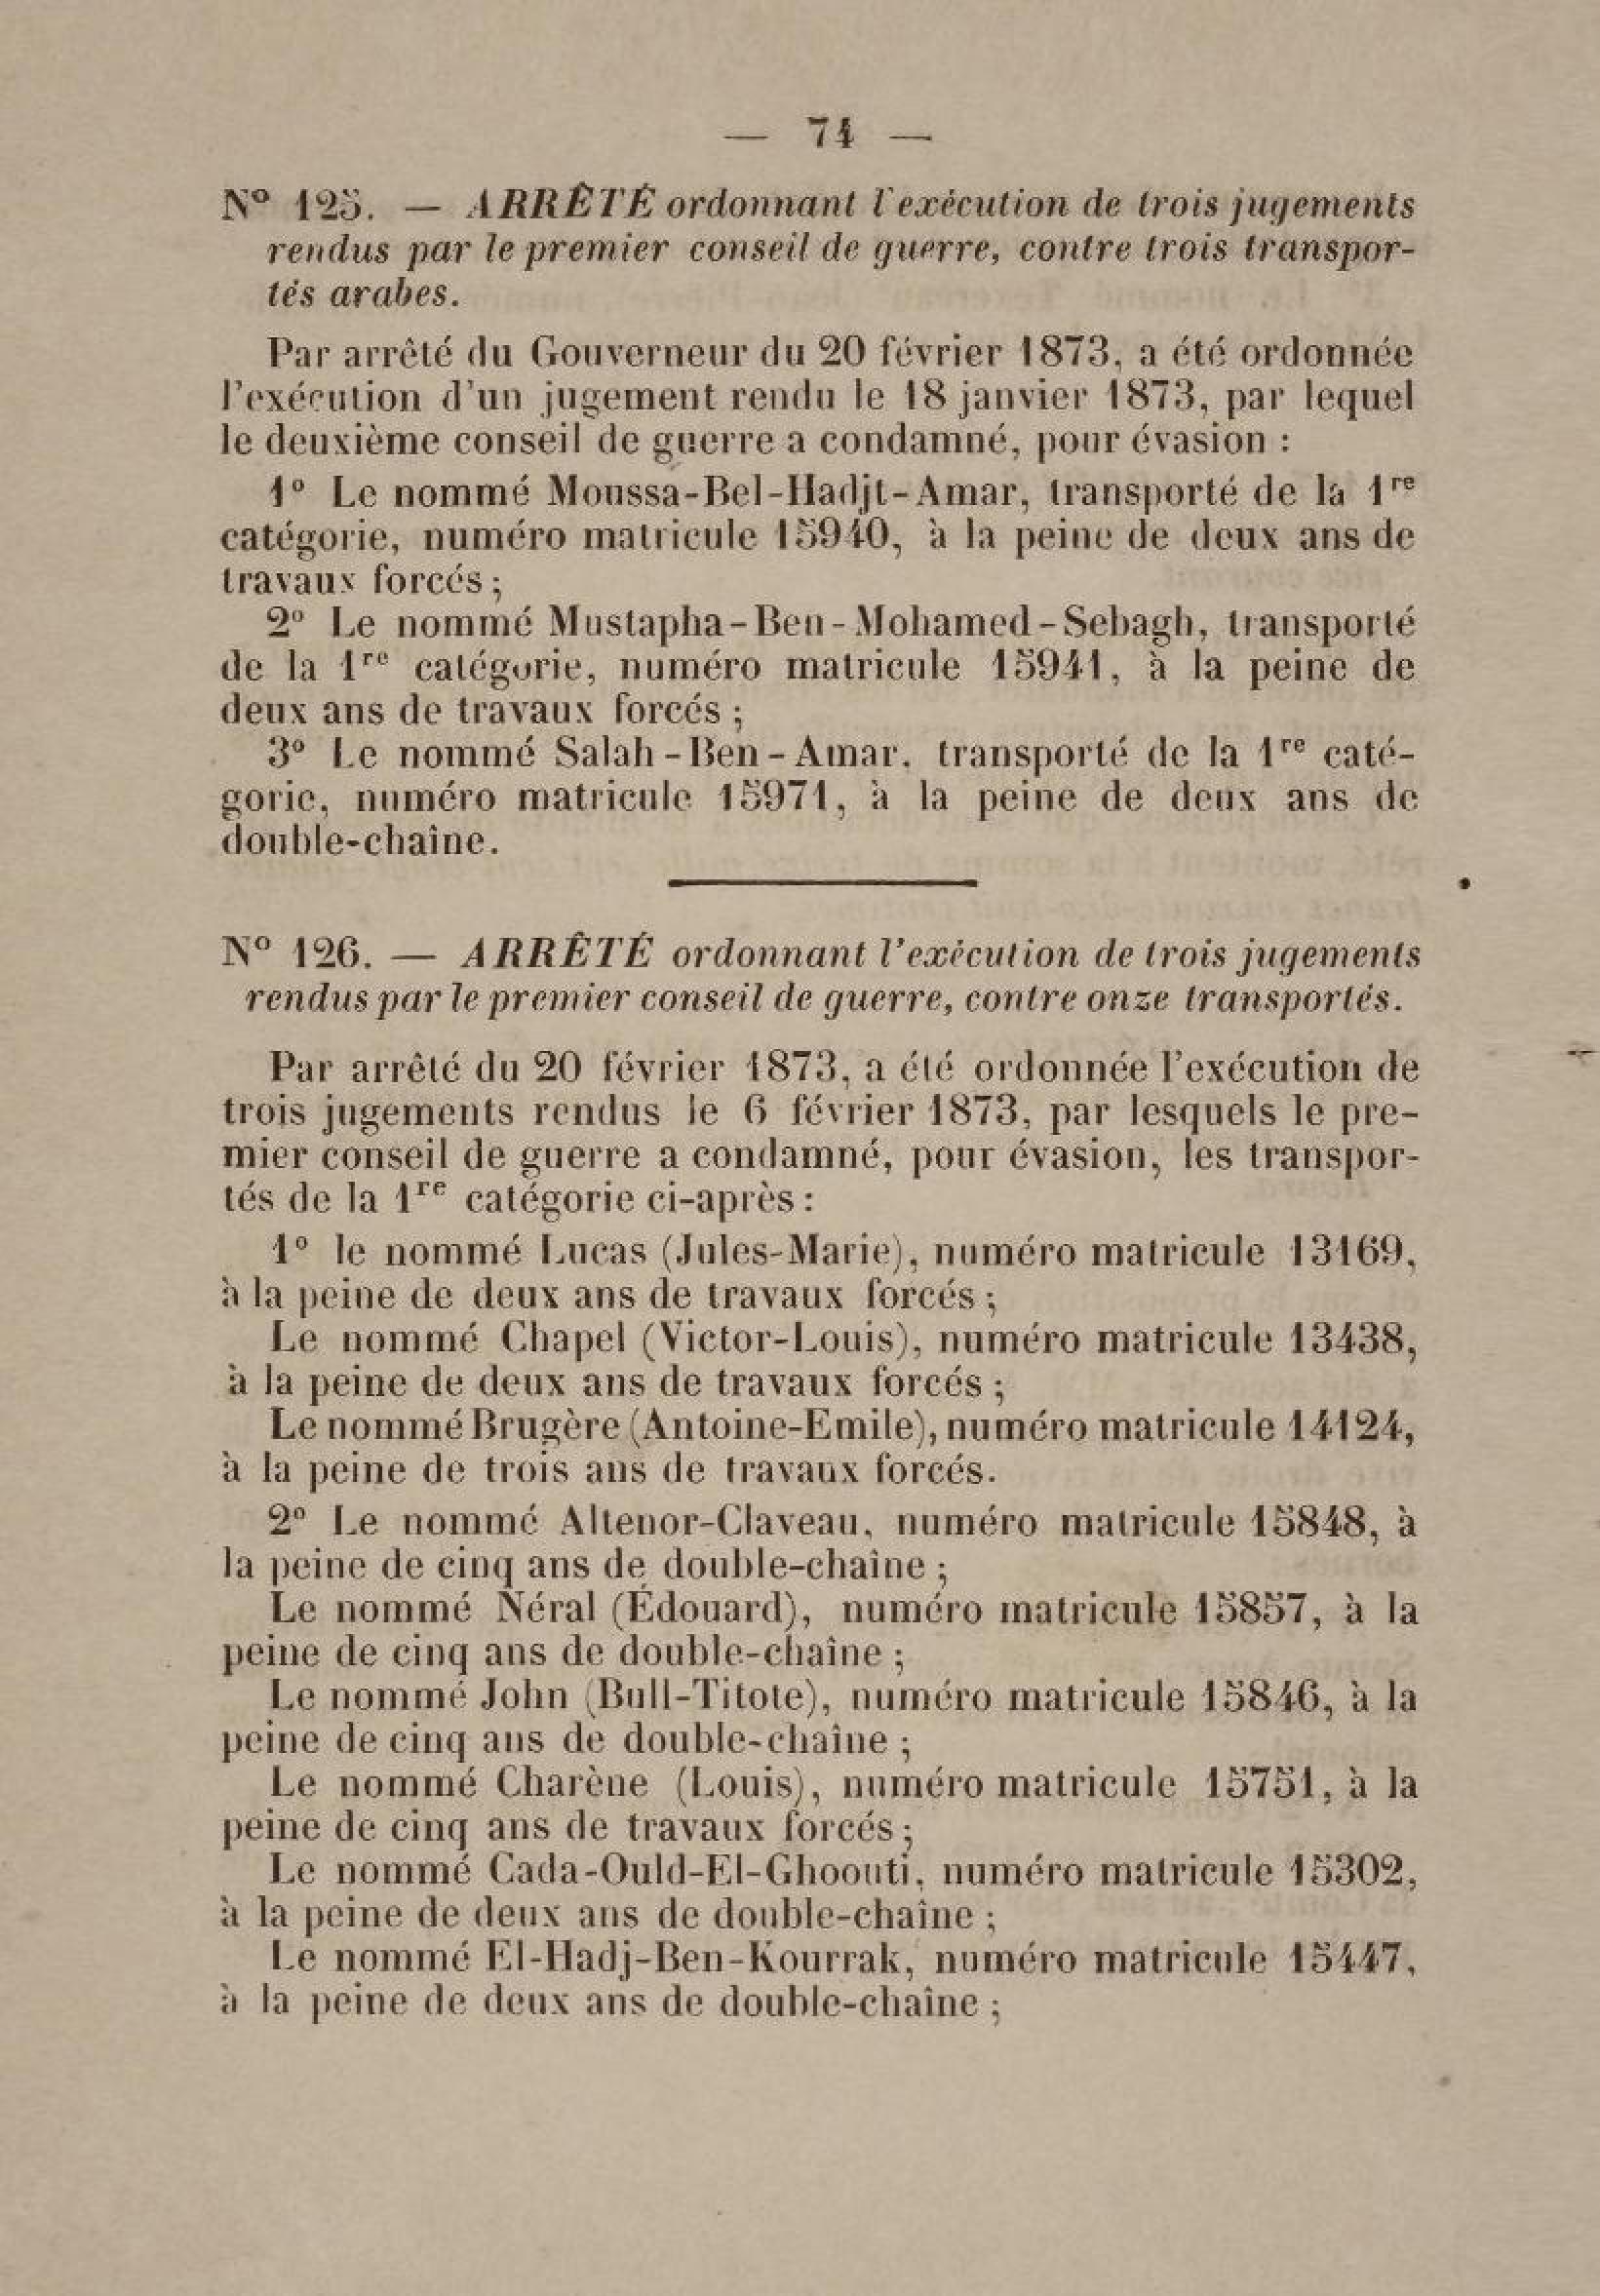 — 74 —
N° 125. — ARRÊTÉ ordonnant l'exécution de trois jugements
rendus par le premier conseil de guerre, contre trois transpor-
tés arabes.
Par arrêté du Gouverneur du 20 février 1873, a été ordonnée
l'exécution d'un jugement rendu le 18 janvier 1873, par lequel
le deuxième conseil de guerre a condamné, pour évasion :
1° Le nommé Moussa-Bel-Hadjt-Amar, transporté de la 1re
catégorie, numéro matricule 15940, à la peine de deux ans de
travaux forcés ;
2° Le nommé Mustapha-Ben-Mohamed-Sebagh, transporté
de la 1re catégorie, numéro matricule 15941, à la peine de
deux ans de travaux forcés ;
3° Le nommé Salah-Ben-Amar, transporté de la 1re caté-
gorie, numéro matricule 15971, à la peine de deux ans de
double-chaîne.
N° 126. — ARRÊTÉ ordonnant l'exécution de trois jugements
rendus par le premier conseil de guerre, contre onze transportés.
Par arrêté du 20 février 1873, a été ordonnée l'exécution de
trois jugements rendus le 6 février 1873, par lesquels le pre-
mier conseil de guerre a condamné, pour évasion, les transpor-
tés de la 1re catégorie ci-après :
1° le nommé Lucas (Jules-Marie), numéro matricule 13169,
à la peine de deux ans de travaux forcés ;
Le nommé Chapel (Victor-Louis), numéro matricule 13438,
à la peine de deux ans de travaux forcés ;
Le nommé Brugère (Antoine-Emile), numéro matricule 14124,
à la peine de trois ans de travaux forcés.
2° Le nommé Altenor-Claveau, numéro matricule 15848, à
la peine de cinq ans de double-chaîne ;
Le nommé Néral (Édouard), numéro matricule 15857, à la
peine de cinq ans de double-chaîne ;
Le nommé John (Bull-Titote), numéro matricule 15846, à la
peine de cinq ans de double-chaîne ;
Le nommé Charène (Louis), numéro matricule 15751, à la
peine de cinq ans de travaux forcés ;
Le nommé Cada-Ould-El-Ghoouti, numéro matricule 15302,
à la peine de deux ans de double-chaîne ;
Le nommé El-Hadj-Ben-Kourrak, numéro matricule 15447,
à la peine de deux ans de double-chaîne ;